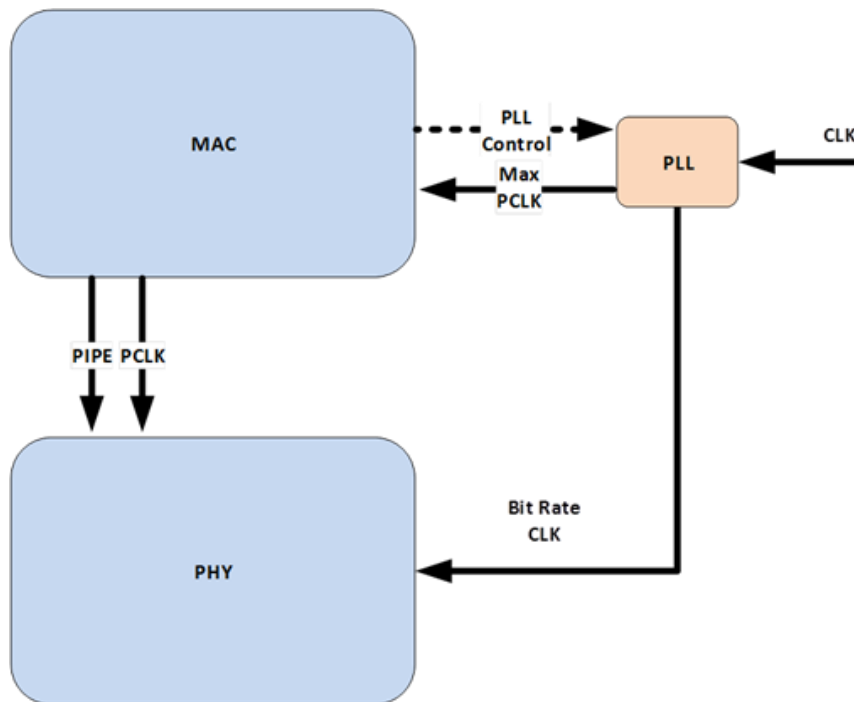 MAC
PLL
Control
Max
PCLK
PLL
CLK
PIPE
PCLK
Bit Rate
CLK
PHY